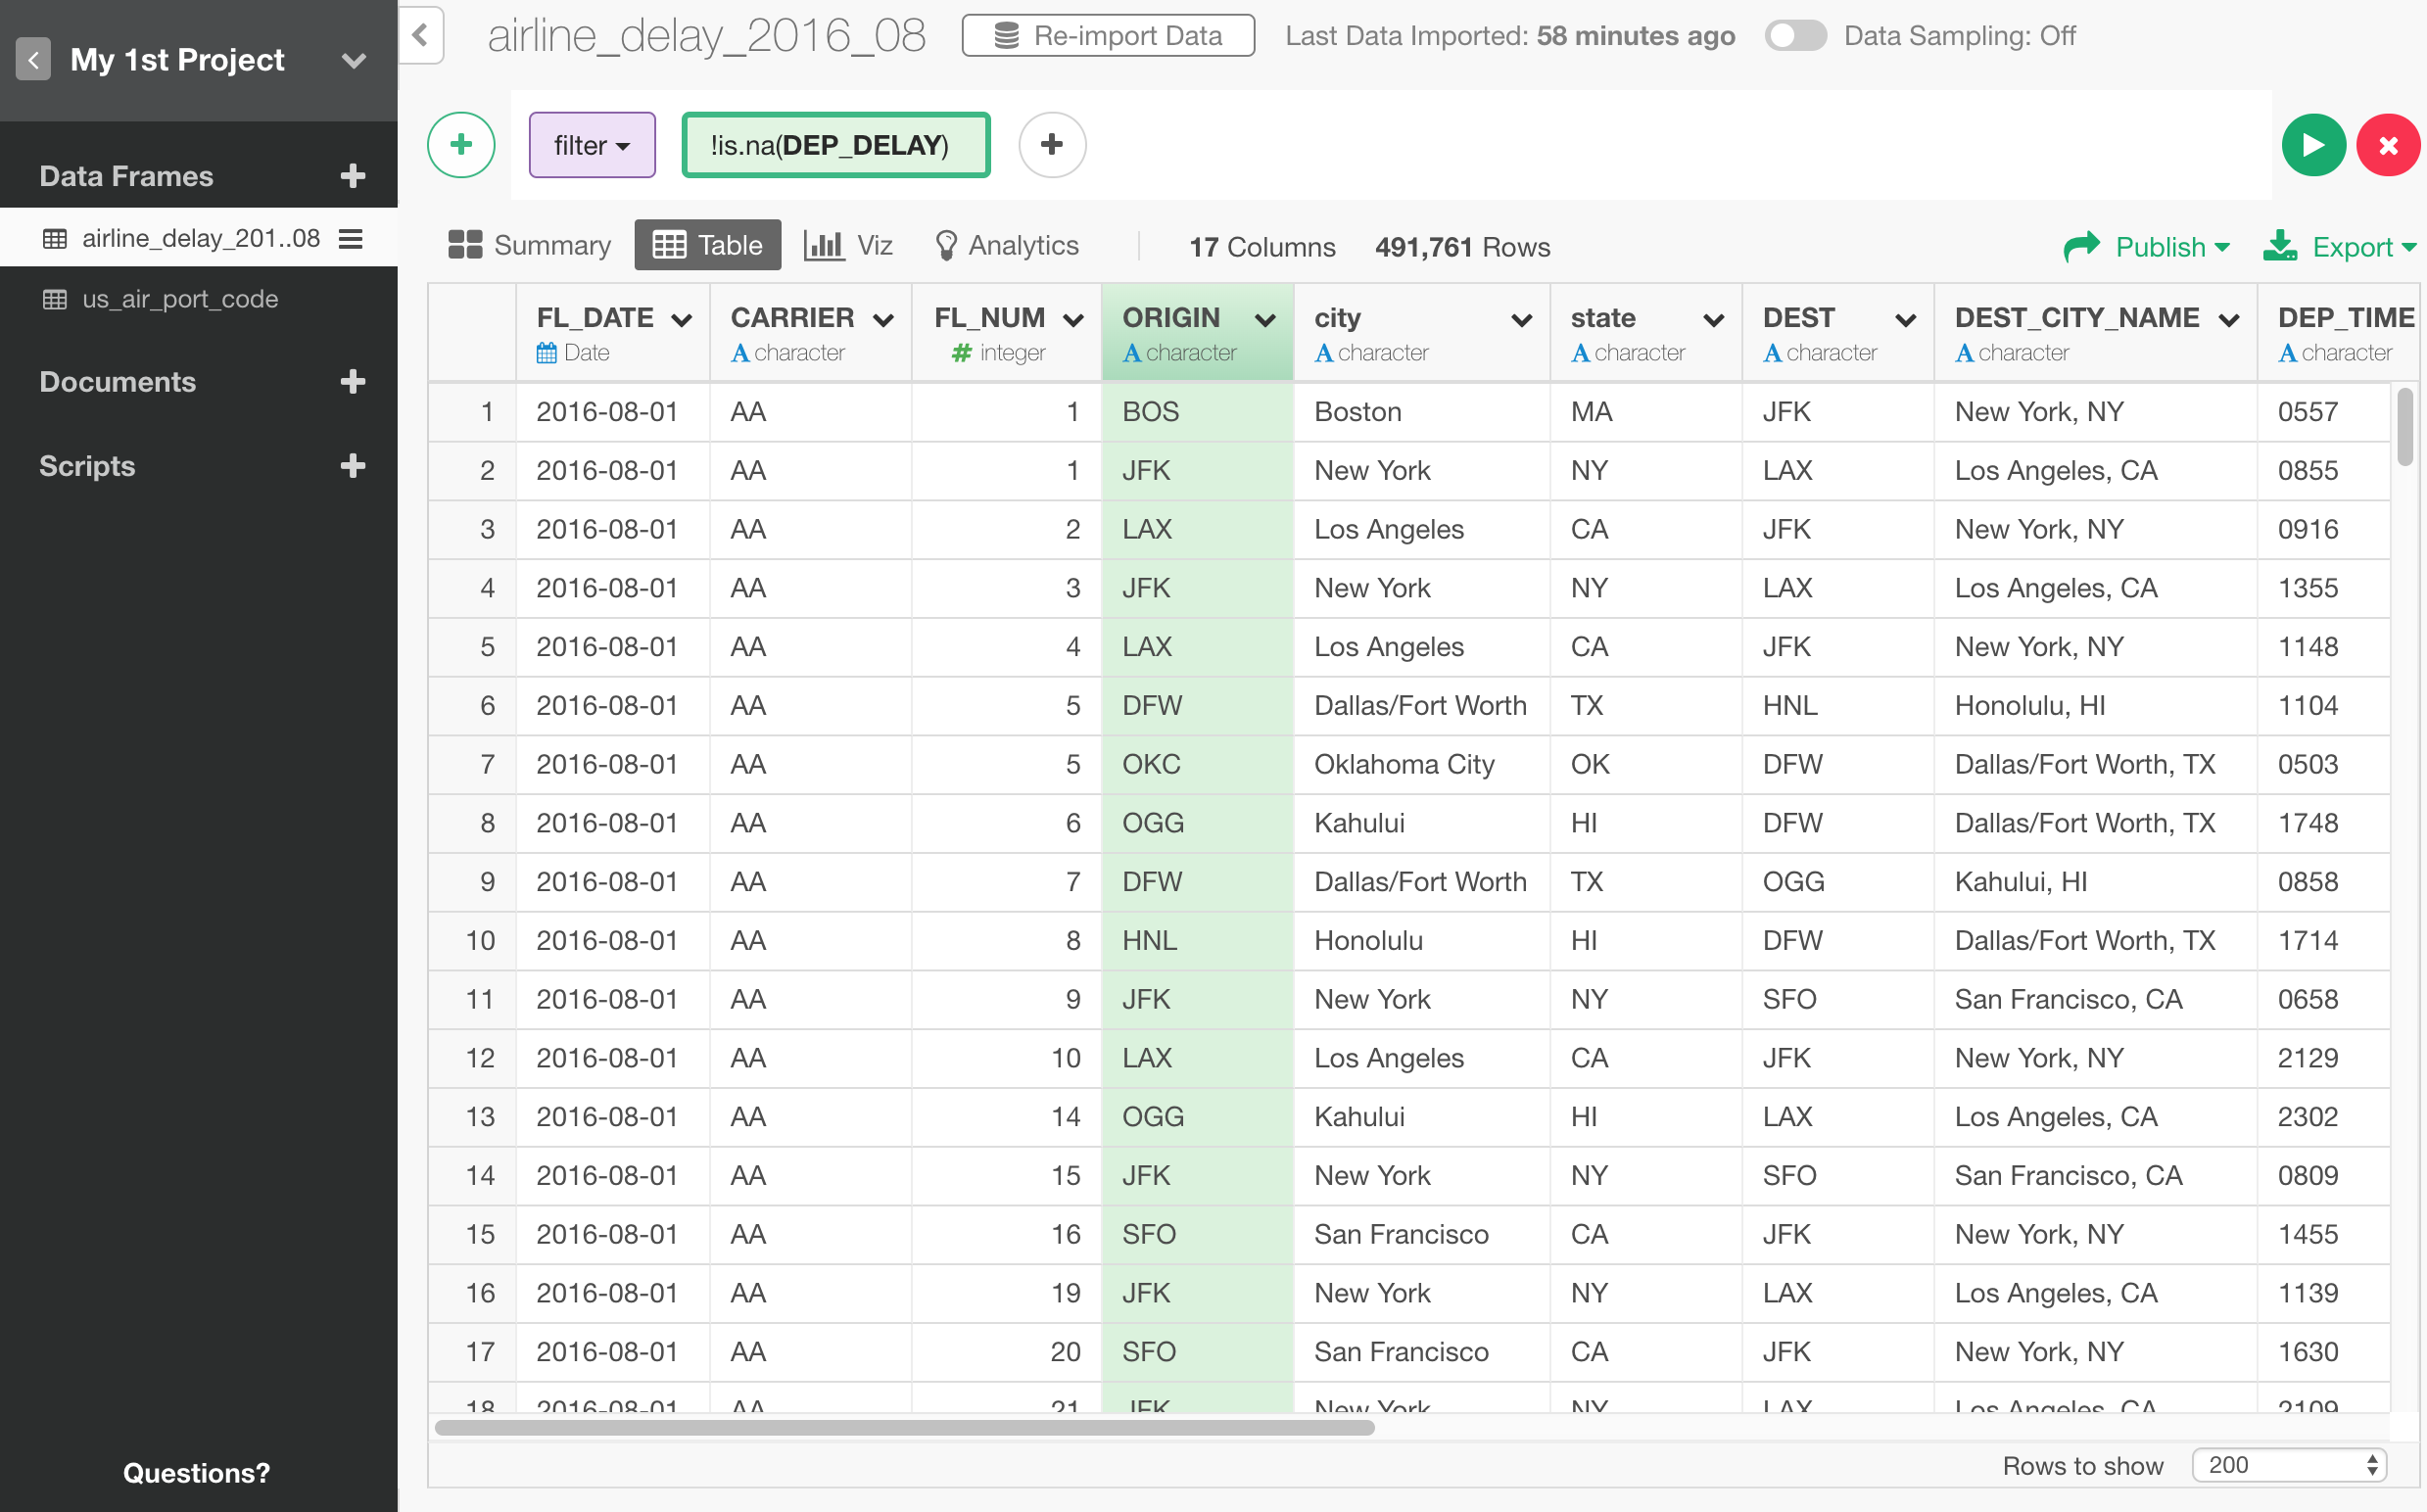 My 1st Project
airline_delay_2016_08 Re-import Data Last Data Imported: 58 minutes ago Data Sampling: Off
filter !is.na(DEP_DELAY)
Data Frames
airline_delay_201..08
us_air_port_code
Documents
Scripts
Questions?
Summary Table Viz Analytics 17 Columns 491,761 Rows Publish Export
FL_DATE CARRIER FL_NUM ORIGIN city state DEST DEST_CITY_NAME DEP_TIME
Date character integer character character character character character character
1 2016-08-01 AA 1 BOS Boston MA JFK New York, NY 0557
2 2016-08-01 AA 1 JFK New York NY LAX Los Angeles, CA 0855
3 2016-08-01 AA 2 LAX Los Angeles CA JFK New York, NY 0916
4 2016-08-01 AA 3 JFK New York NY LAX Los Angeles, CA 1355
5 2016-08-01 AA 4 LAX Los Angeles CA JFK New York, NY 1148
6 2016-08-01 AA 5 DFW Dallas/Fort Worth TX HNL Honolulu, HI 1104
7 2016-08-01 AA 5 OKC Oklahoma City OK DFW Dallas/Fort Worth, TX 0503
8 2016-08-01 AA 6 OGG Kahului HI DFW Dallas/Fort Worth, TX 1748
9 2016-08-01 AA 7 DFW Dallas/Fort Worth TX OGG Kahului, HI 0858
10 2016-08-01 AA 8 HNL Honolulu HI DFW Dallas/Fort Worth, TX 1714
11 2016-08-01 AA 9 JFK New York NY SFO San Francisco, CA 0658
12 2016-08-01 AA 10 LAX Los Angeles CA JFK New York, NY 2129
13 2016-08-01 AA 14 OGG Kahului HI LAX Los Angeles, CA 2302
14 2016-08-01 AA 15 JFK New York NY SFO San Francisco, CA 0809
15 2016-08-01 AA 16 SFO San Francisco CA JFK New York, NY 1455
16 2016-08-01 AA 19 JFK New York NY LAX Los Angeles, CA 1139
17 2016-08-01 AA 20 SFO San Francisco CA JFK New York, NY 1630
18 2016-08-01 AA 21 JFK New York NY LAX Los Angeles, CA 2109
Rows to show 200